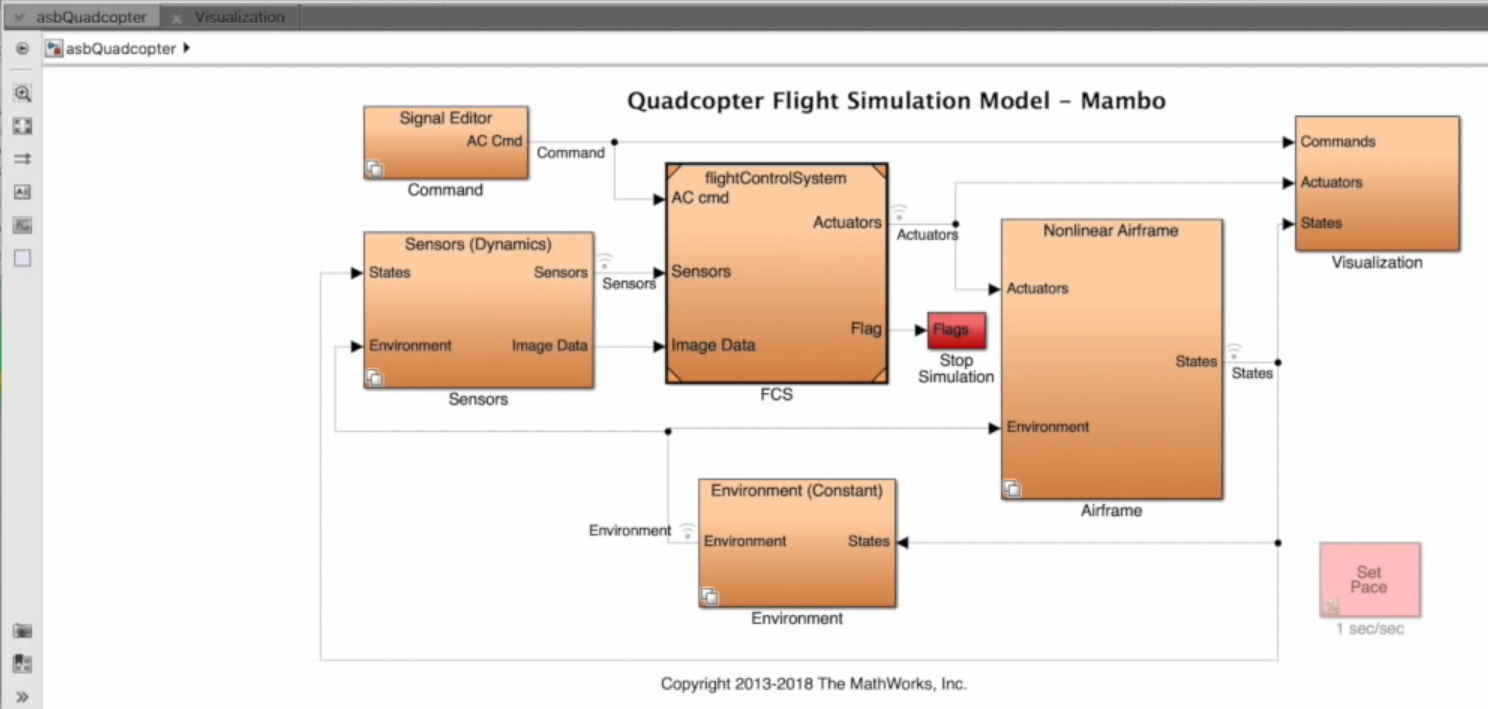 asbQuadcopter
Visualization
asbQuadcopter
Quadcopter Flight Simulation Model – Mambo
Signal Editor
AC Cmd
Command
Command
flightControlSystem
AC cmd
Actuators
Sensors
Flag
Image Data
FCS
Actuators
Sensors (Dynamics)
States
Sensors
Environment
Image Data
Sensors
Sensors
Flags
Stop
Simulation
Nonlinear Airframe
Actuators
States
Environment
Airframe
States
Commands
Actuators
States
Visualization
Environment (Constant)
Environment
States
Environment
Environment
Set
Pace
1 sec/sec
Copyright 2013-2018 The MathWorks, Inc.